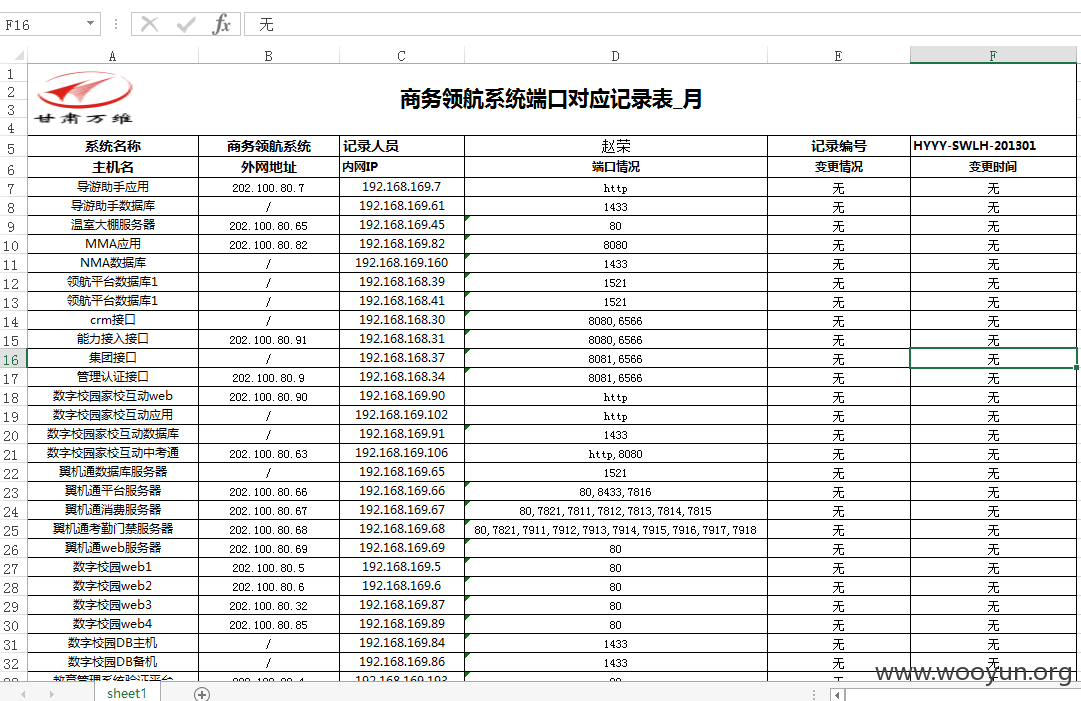 F16 fx 无
A B C D E F
1 甘肃万维 商务领航系统端口对应记录表_月
2
3
4
5 系统名称 商务领航系统 记录人员 赵荣 记录编号 HYYY-SWLH-201301
6 主机名 外网地址 内网IP 端口情况 变更情况 变更时间
7 导游助手应用 202.100.80.7 192.168.169.7 http 无 无
8 导游助手数据库 / 192.168.169.61 1433 无 无
9 温室大棚服务器 202.100.80.65 192.168.169.45 80 无 无
10 MMA应用 202.100.80.82 192.168.169.82 8080 无 无
11 NMA数据库 / 192.168.169.160 1433 无 无
12 领航平台数据库1 / 192.168.168.39 1521 无 无
13 领航平台数据库1 / 192.168.168.41 1521 无 无
14 crm接口 / 192.168.168.30 8080,6566 无 无
15 能力接入接口 202.100.80.91 192.168.168.31 8080,6566 无 无
16 集团接口 / 192.168.168.37 8081,6566 无 无
17 管理认证接口 202.100.80.9 192.168.168.34 8081,6566 无 无
18 数字校园家校互动web 202.100.80.90 192.168.169.90 http 无 无
19 数字校园家校互动应用 / 192.168.169.102 http 无 无
20 数字校园家校互动数据库 / 192.168.169.91 1433 无 无
21 数字校园家校互动中考通 202.100.80.63 192.168.169.106 http,8080 无 无
22 翼机通数据库服务器 / 192.168.169.65 1521 无 无
23 翼机通平台服务器 202.100.80.66 192.168.169.66 80,8433,7816 无 无
24 翼机通消费服务器 202.100.80.67 192.168.169.67 80,7821,7811,7812,7813,7814,7815 无 无
25 翼机通考勤门禁服务器 202.100.80.68 192.168.169.68 80,7821,7911,7912,7913,7914,7915,7916,7917,7918 无 无
26 翼机通web服务器 202.100.80.69 192.168.169.69 80 无 无
27 数字校园web1 202.100.80.5 192.168.169.5 80 无 无
28 数字校园web2 202.100.80.6 192.168.169.6 80 无 无
29 数字校园web3 202.100.80.32 192.168.169.87 80 无 无
30 数字校园web4 202.100.80.85 192.168.169.89 80 无 无
31 数字校园DB主机 / 192.168.169.84 1433 无 无
32 数字校园DB备机 / 192.168.169.86 1433 无 无
www.wooyun.org
sheet1